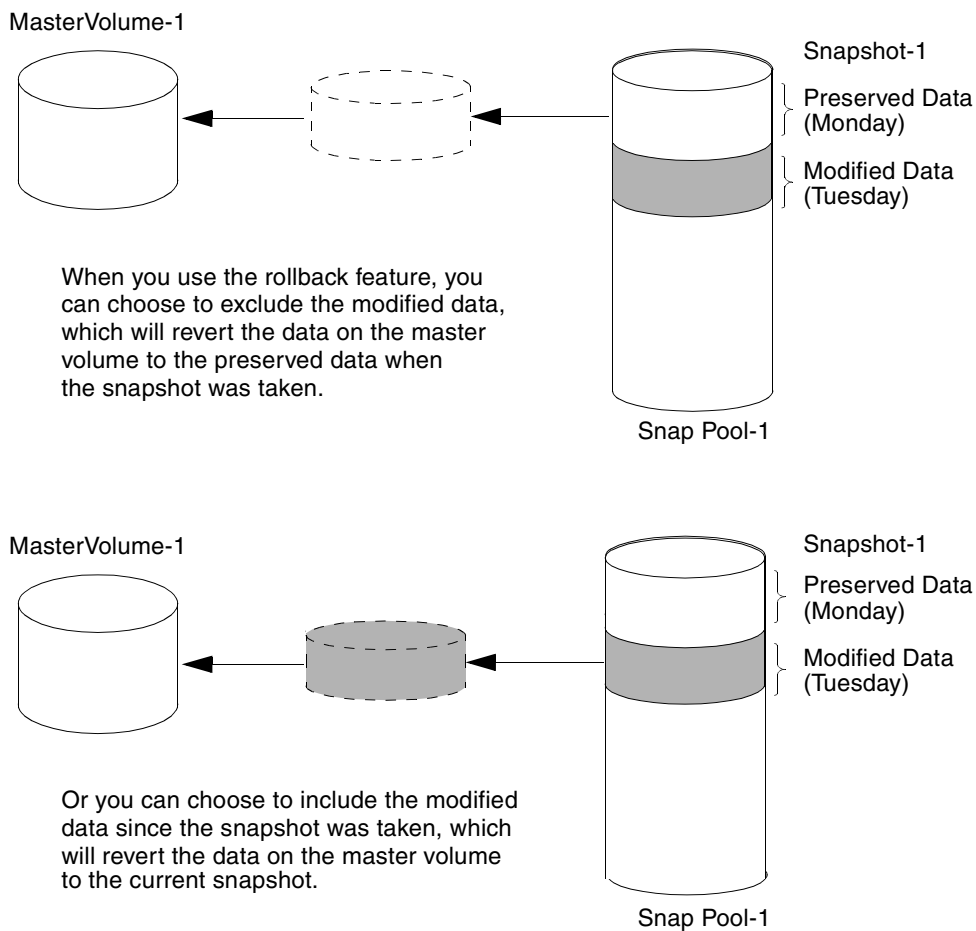 MasterVolume-1
Snapshot-1
Preserved Data
(Monday)
Modified Data
(Tuesday)
When you use the rollback feature, you
can choose to exclude the modified data,
which will revert the data on the master
volume to the preserved data when
the snapshot was taken.
Snap Pool-1
MasterVolume-1
Snapshot-1
Preserved Data
(Monday)
Modified Data
(Tuesday)
Or you can choose to include the modified
data since the snapshot was taken, which
will revert the data on the master volume
to the current snapshot.
Snap Pool-1